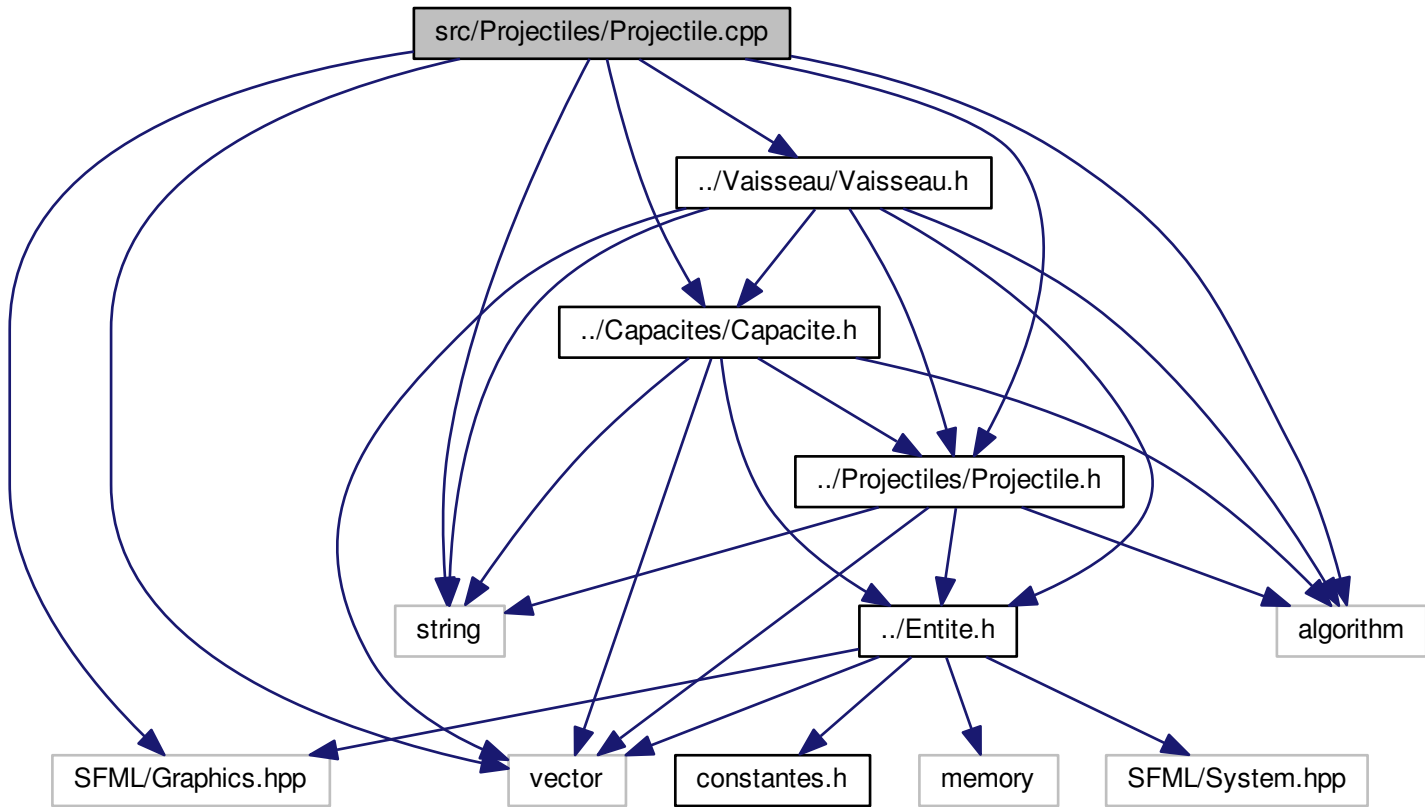 src/Projectiles/Projectile.cpp
../Vaisseau/Vaisseau.h
../Capacites/Capacite.h
../Projectiles/Projectile.h
string
../Entite.h
algorithm
SFML/Graphics.hpp
vector
constantes.h
memory
SFML/System.hpp